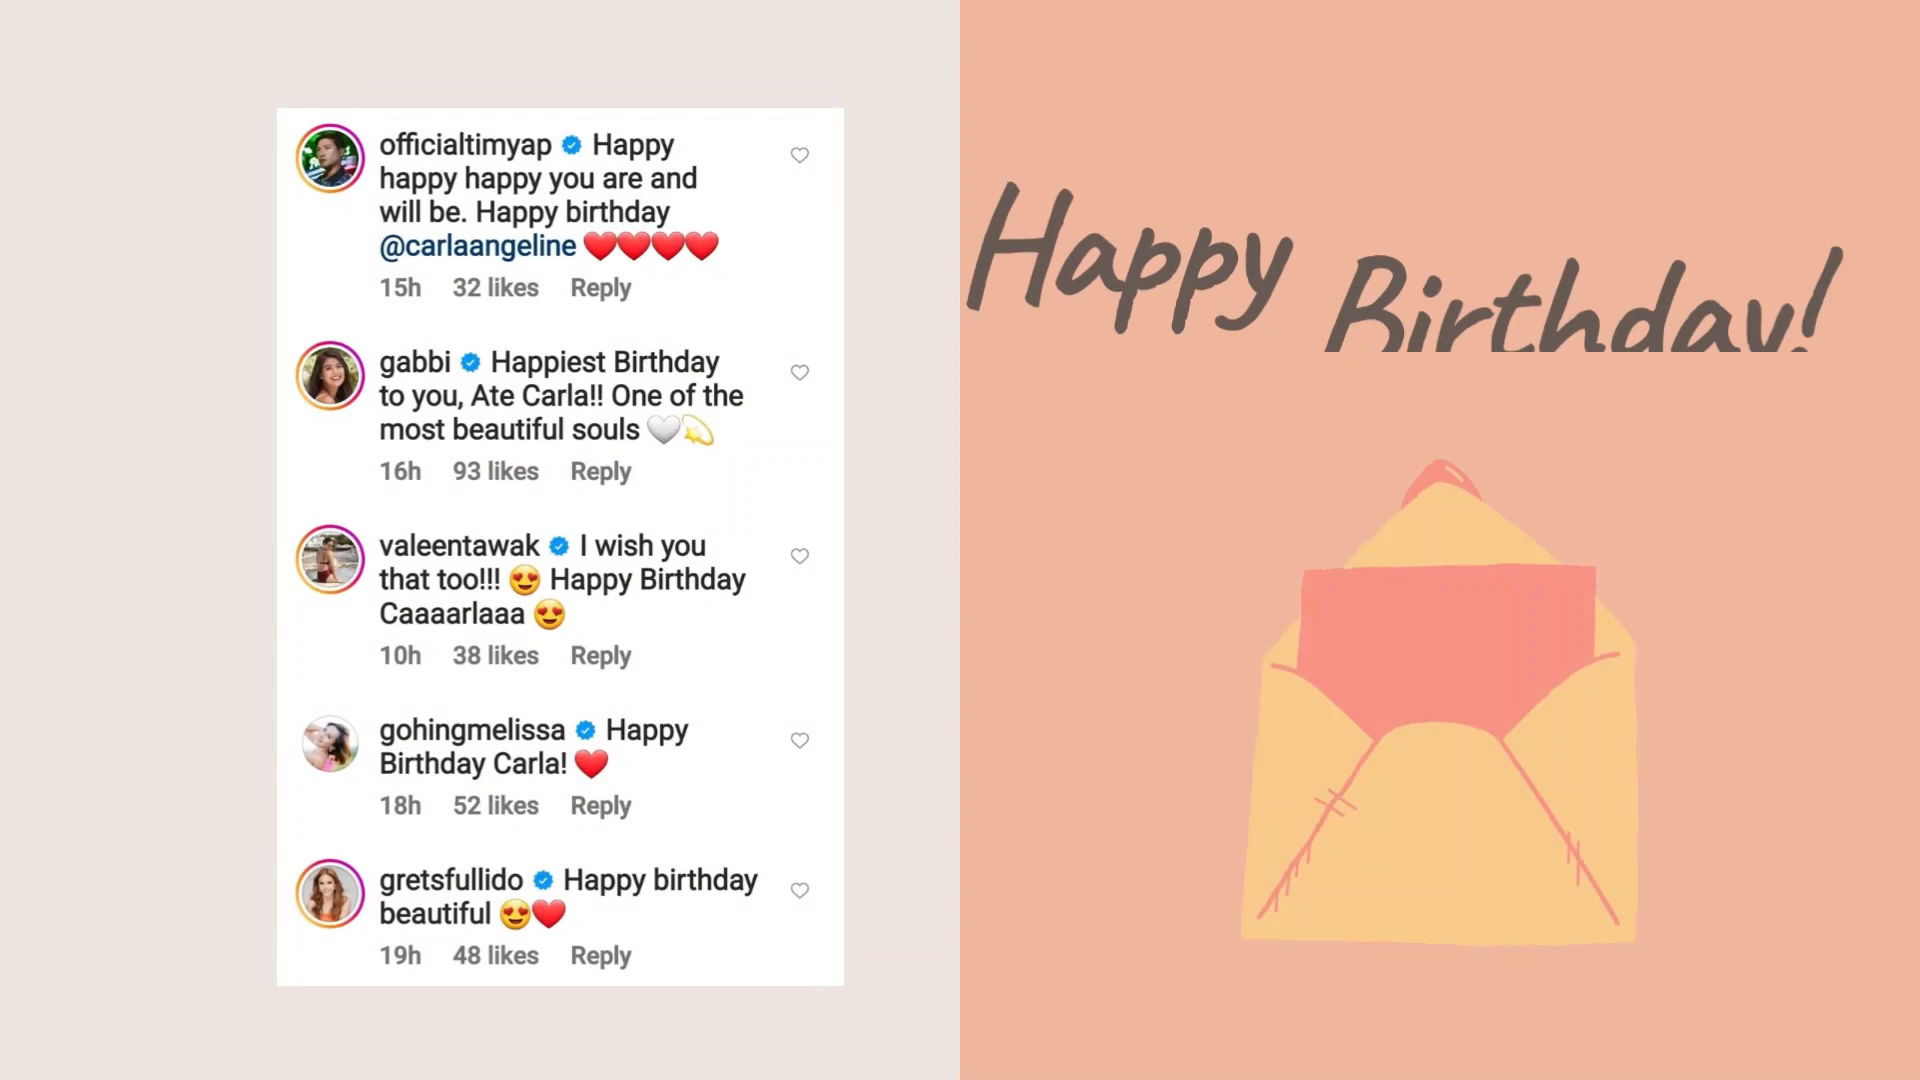 officialtimyap Happy
happy happy you are and
will be. Happy birthday
@carlaangeline ❤️❤️❤️❤️
15h 32 likes Reply
gabbi Happiest Birthday
to you, Ate Carla!! One of the
most beautiful souls 🤍💫
16h 93 likes Reply
valeentawak I wish you
that too!!! 😍 Happy Birthday
Caaaarlaaa 😍
10h 38 likes Reply
gohingmelissa Happy
Birthday Carla! ❤️
18h 52 likes Reply
gretsfullido Happy birthday
beautiful 😍❤️
19h 48 likes Reply
Happy Birthday!